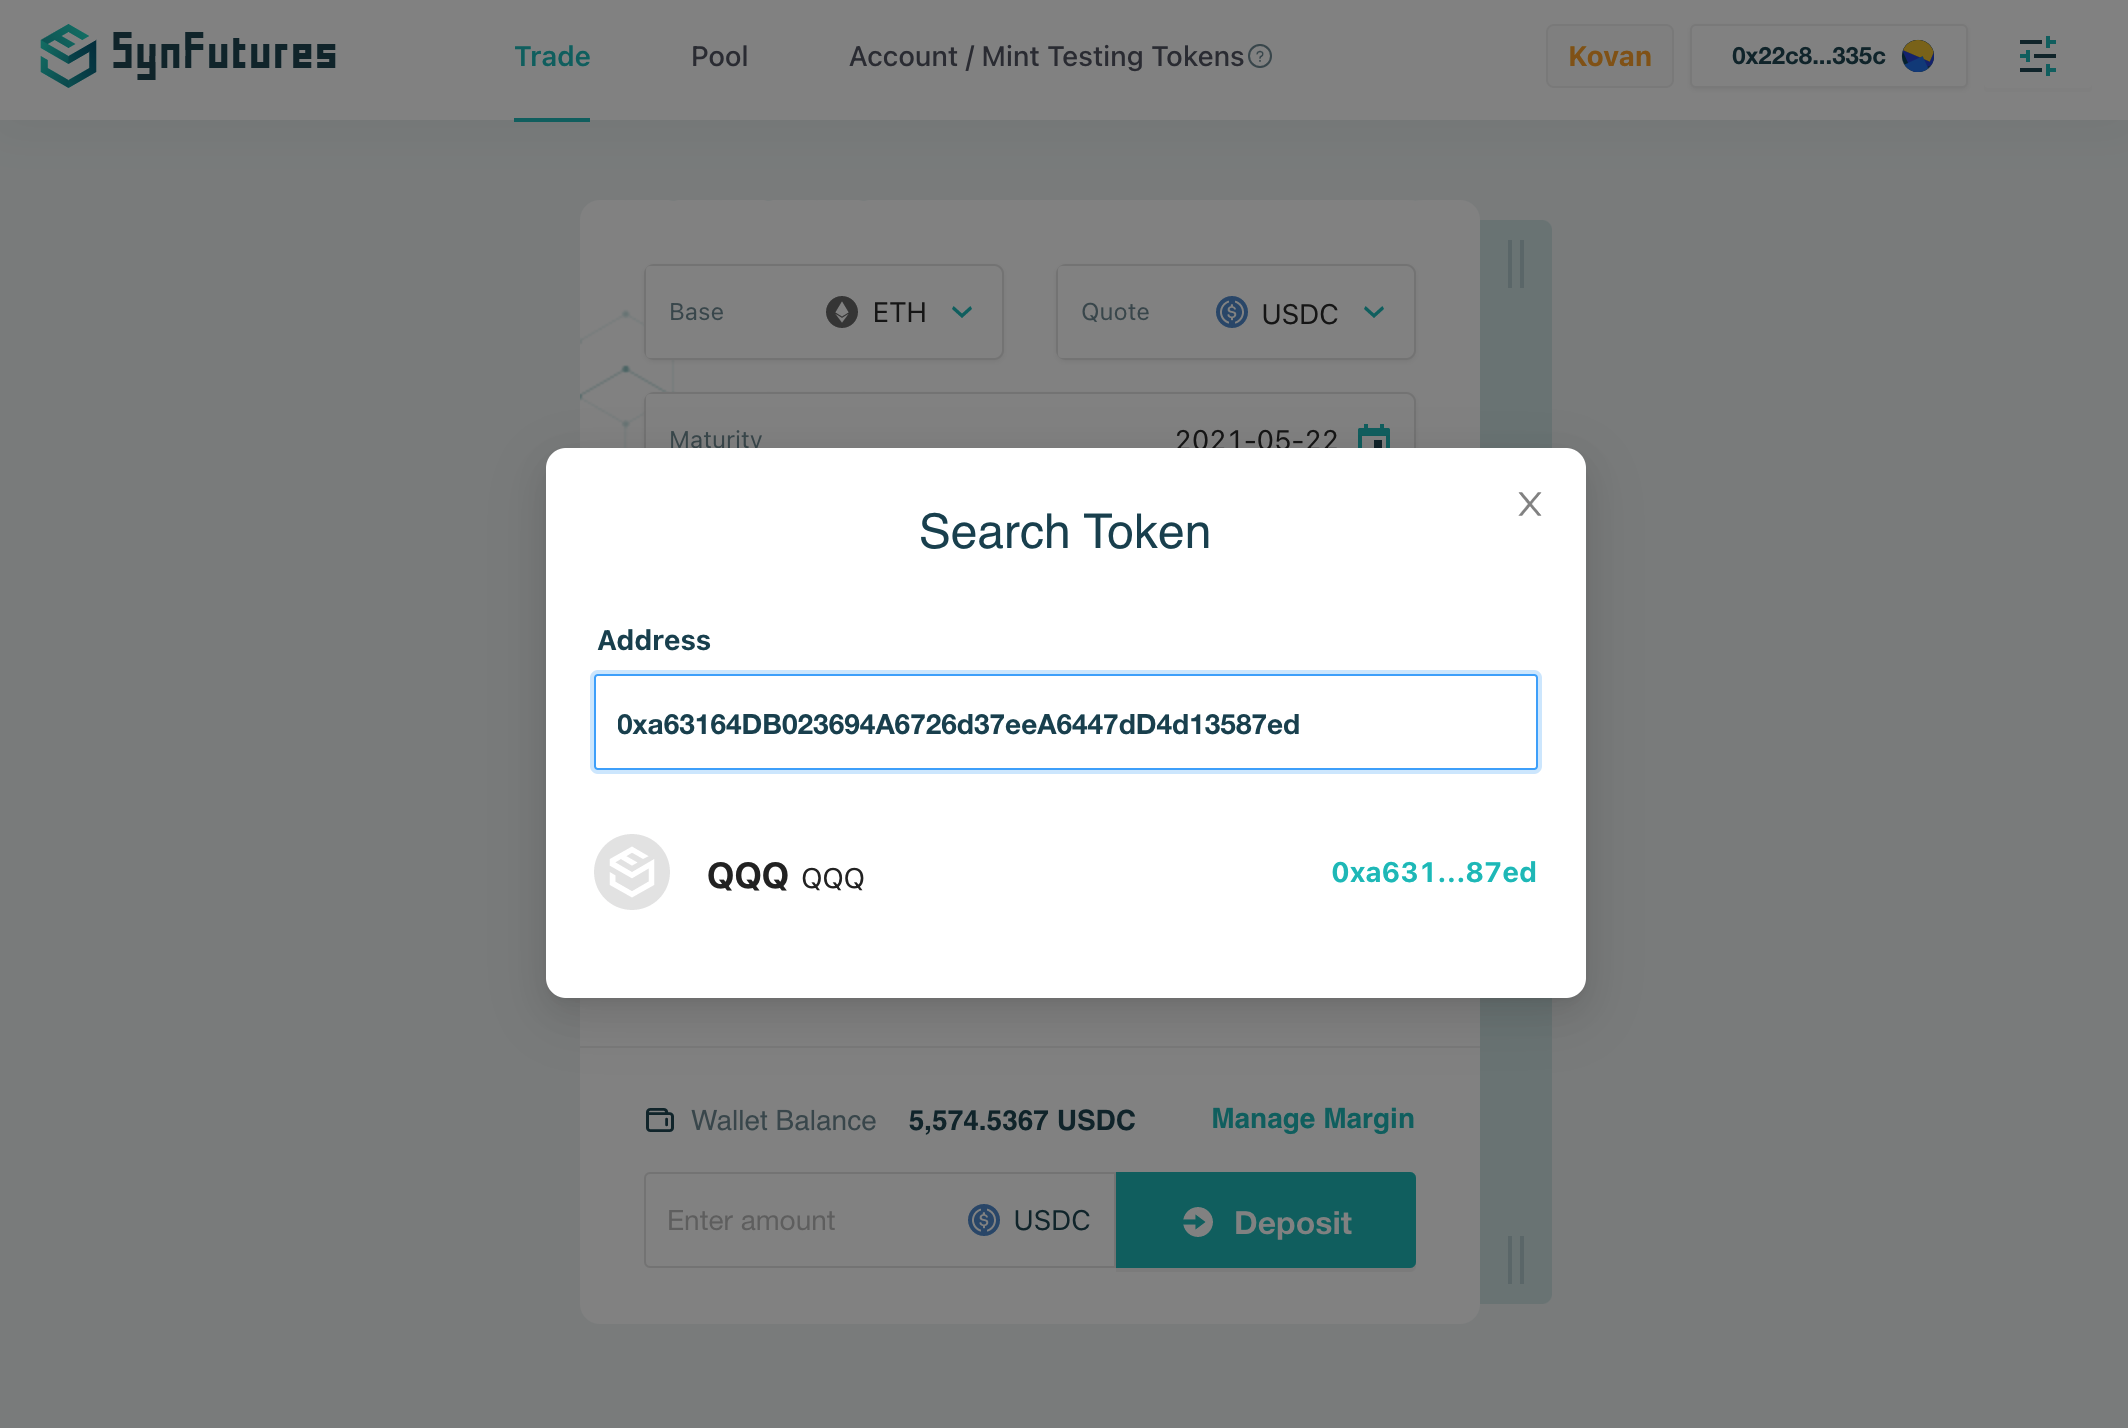 SynFutures
Trade Pool Account / Mint Testing Tokens ?
Kovan 0x22c8...335c
Base ETH Quote USDC
Maturity 2021-05-22
Search Token
X
Address
0xa63164DB023694A6726d37eeA6447dD4d13587ed
QQQ QQQ 0xa631...87ed
Wallet Balance 5,574.5367 USDC Manage Margin
Enter amount USDC Deposit